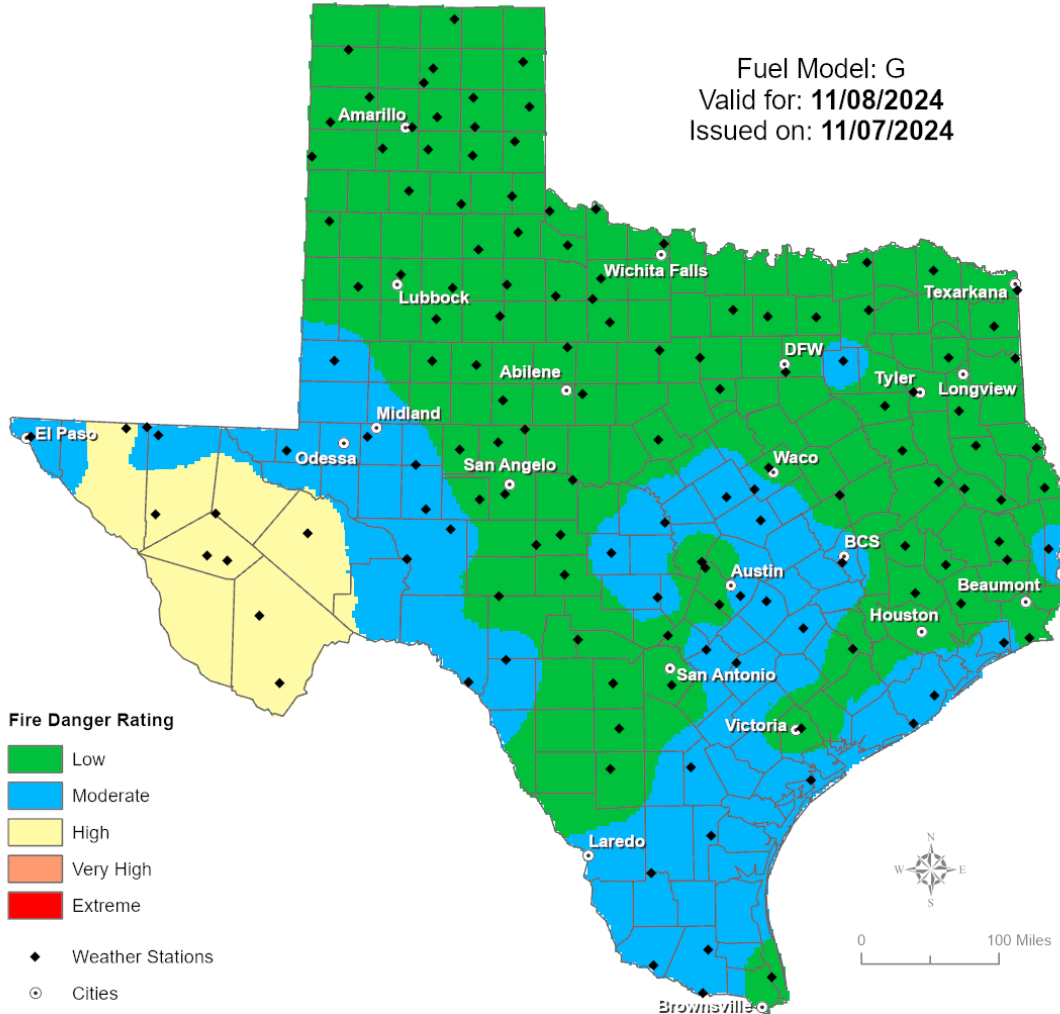 Fuel Model: G
Valid for: 11/08/2024
Issued on: 11/07/2024
Amarillo
Wichita Falls
Lubbock
Texarkana
DFW
Abilene
Tyler
Longview
Midland
El Paso
Odessa
San Angelo
Waco
BCS
Austin
Beaumont
Houston
San Antonio
Victoria
Laredo
Brownsville
Fire Danger Rating
Low
Moderate
High
Very High
Extreme
Weather Stations
Cities
N
W
E
S
0
100 Miles